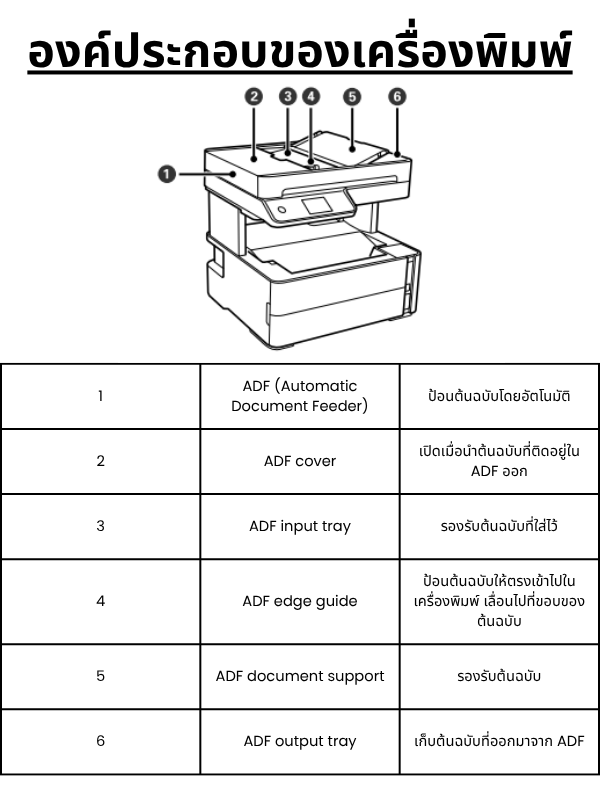 องค์ประกอบของเครื่องพิมพ์
2 3 4 5 6
1
1
ADF (Automatic
Document Feeder)
ป้อนต้นฉบับโดยอัตโนมัติ
2
ADF cover
เปิดเมื่อนำต้นฉบับที่ติดอยู่ใน
ADF ออก
3
ADF input tray
รองรับต้นฉบับที่ใส่ไว้
4
ADF edge guide
ป้อนต้นฉบับให้ตรงเข้าไปใน
เครื่องพิมพ์ เลื่อนไปที่ขอบของ
ต้นฉบับ
5
ADF document support
รองรับต้นฉบับ
6
ADF output tray
เก็บต้นฉบับที่ออกมาจาก ADF